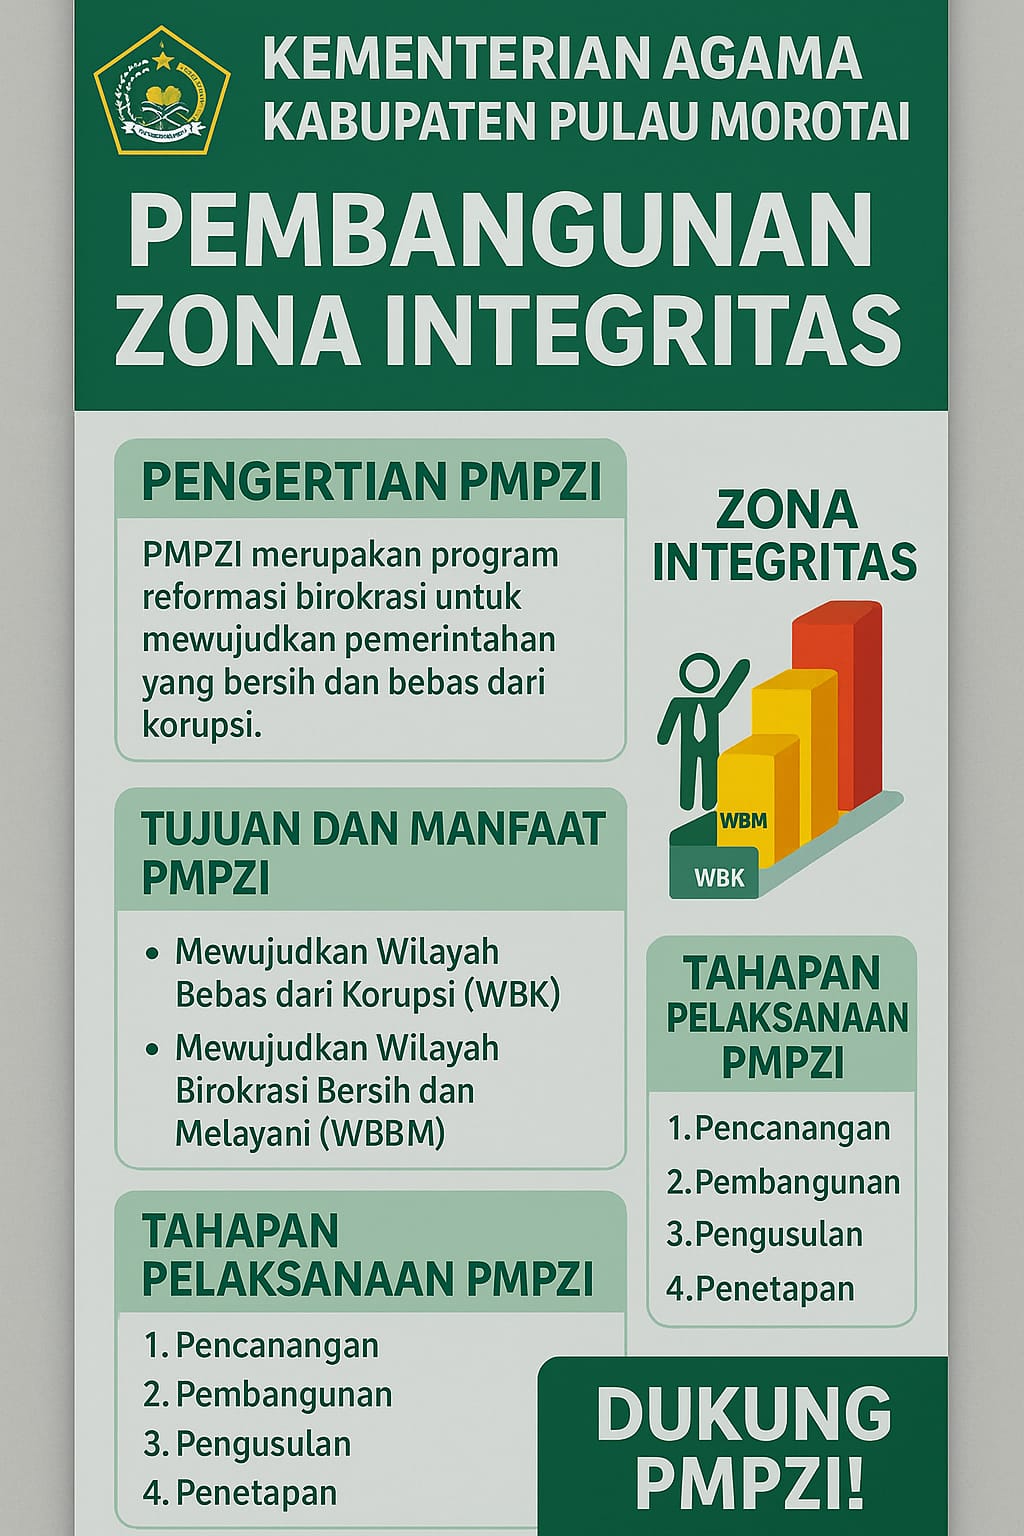 KEMENTERIAN AGAMA
KABUPATEN PULAU MOROTAI
PEMBANGUNAN
ZONA INTEGRITAS
PENGERTIAN PMPZI
PMPZI merupakan program
reformasi birokrasi untuk
mewujudkan pemerintahan
yang bersih dan bebas dari
korupsi.
ZONA
INTEGRITAS
WBM
WBK
TUJUAN DAN MANFAAT
PMPZI
• Mewujudkan Wilayah
Bebas dari Korupsi (WBK)
• Mewujudkan Wilayah
Birokrasi Bersih dan
Melayani (WBBM)
TAHAPAN
PELAKSANAAN PMPZI
1. Pencanangan
2. Pembangunan
3. Pengusulan
4. Penetapan
TAHAPAN
PELAKSANAAN
PMPZI
1.Pencanangan
2.Pembangunan
3.Pengusulan
4.Penetapan
DUKUNG
PMPZI!